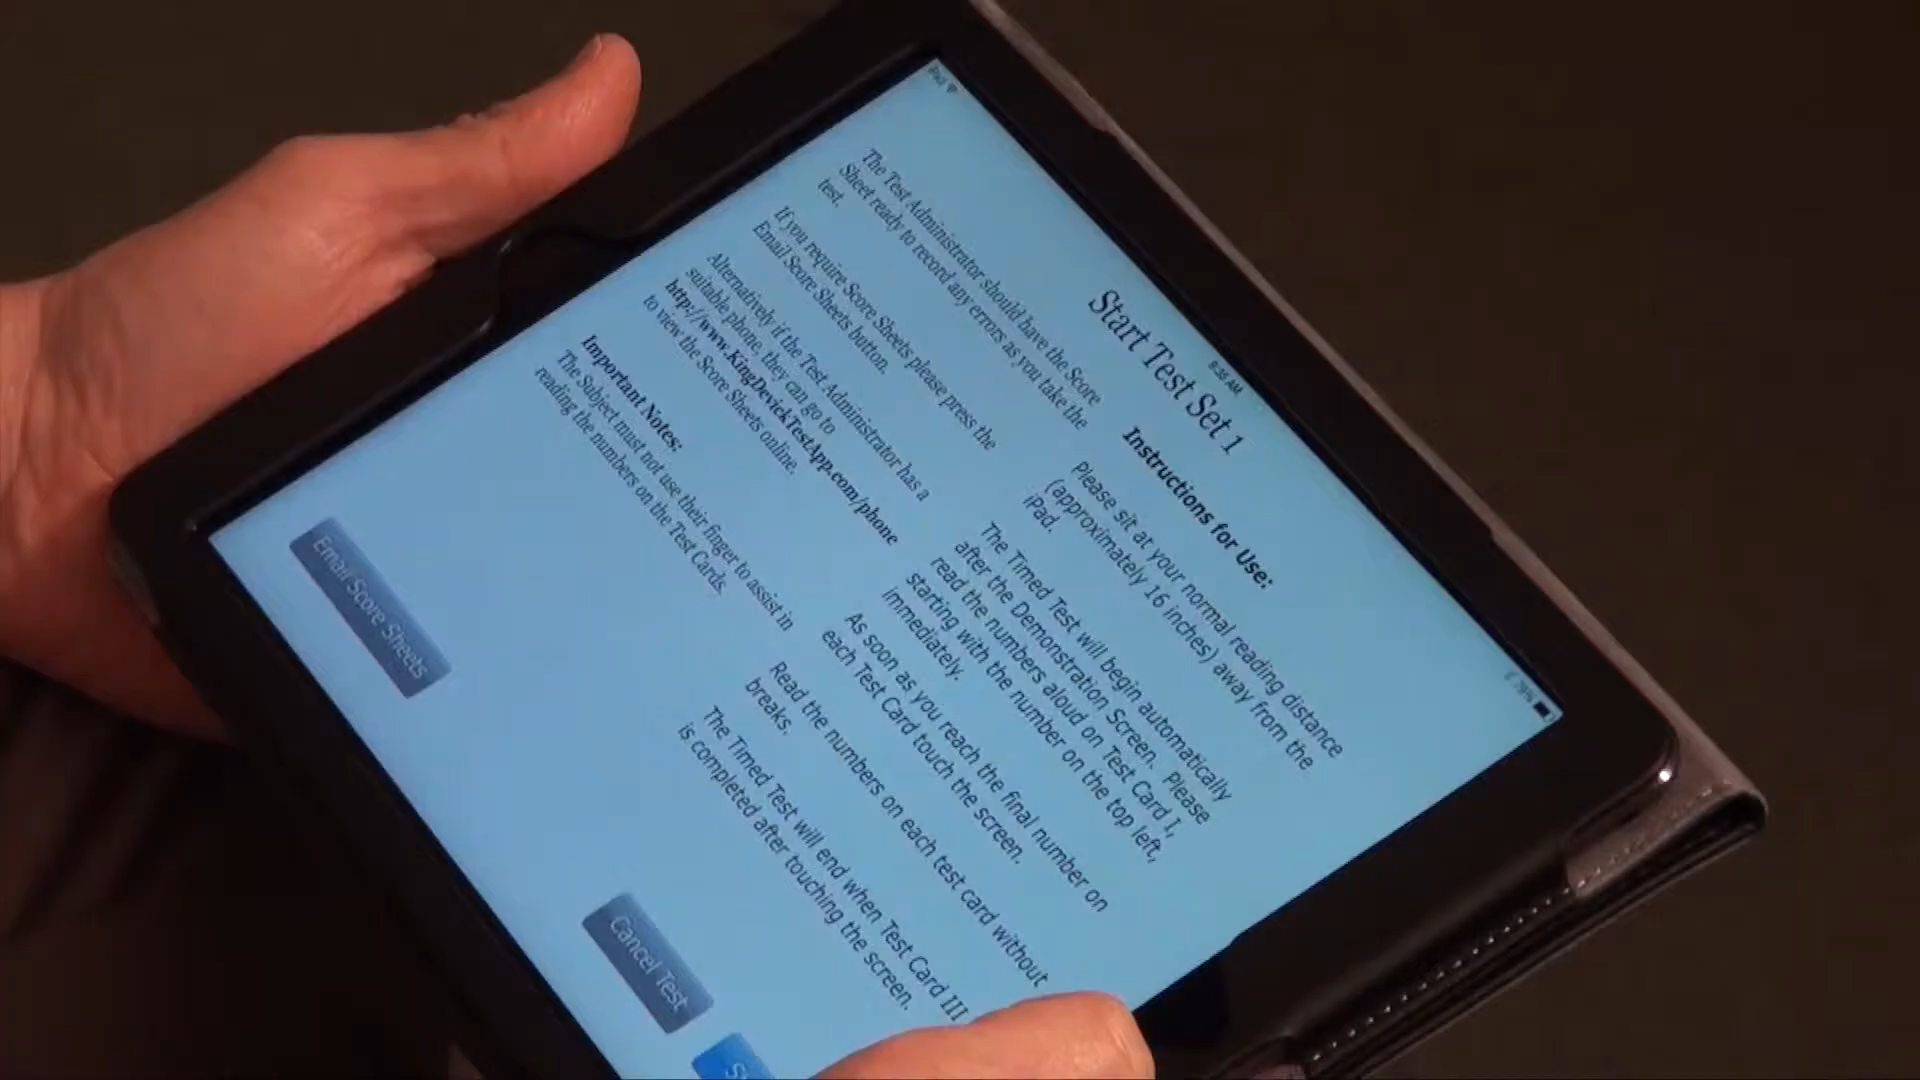 iPad
9:35 AM
79%
Start Test Set 1
The Test Administrator should have the Score
Sheet ready to record any errors as you take the
test.
If you require Score Sheets please press the
Email Score Sheets button.
Alternatively if the Test Administrator has a
suitable phone, they can go to
http://www.KingDevickTestApp.com/phone
to view the Score Sheets online.
Important Notes:
The Subject must not use their finger to assist in
reading the numbers on the Test Cards.
Instructions for Use:
Please sit at your normal reading distance
(approximately 16 inches) away from the
iPad.
The Timed Test will begin automatically
after the Demonstration Screen. Please
read the numbers aloud on Test Card I,
starting with the number on the top left,
immediately.
As soon as you reach the final number on
each Test Card touch the screen.
Read the numbers on each test card without
breaks.
The Timed Test will end when Test Card III
is completed after touching the screen.
Email Score Sheets
Cancel Test